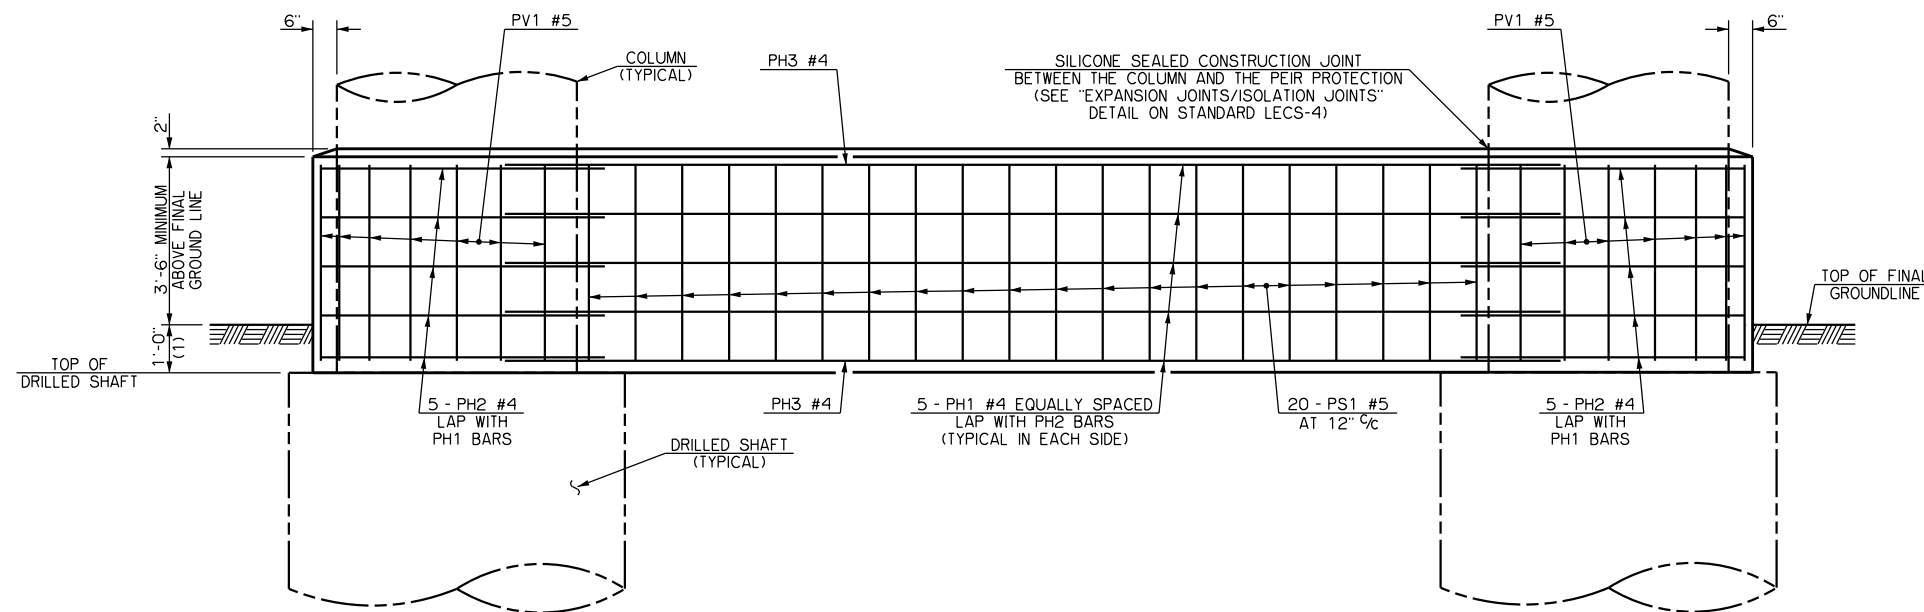 6"
PV1 #5
COLUMN
(TYPICAL)
PH3 #4
SILICONE SEALED CONSTRUCTION JOINT
BETWEEN THE COLUMN AND THE PEIR PROTECTION
(SEE "EXPANSION JOINTS/ISOLATION JOINTS"
DETAIL ON STANDARD LECS-4)
PV1 #5
6"
2"
3'-6" MINIMUM
ABOVE FINAL
GROUND LINE
1'-0"
(1)
TOP OF FINAL
GROUNDLINE
TOP OF
DRILLED SHAFT
5 - PH2 #4
LAP WITH
PH1 BARS
PH3 #4
5 - PH1 #4 EQUALLY SPACED
LAP WITH PH2 BARS
(TYPICAL IN EACH SIDE)
20 - PS1 #5
AT 12" C/C
5 - PH2 #4
LAP WITH
PH1 BARS
DRILLED SHAFT
(TYPICAL)